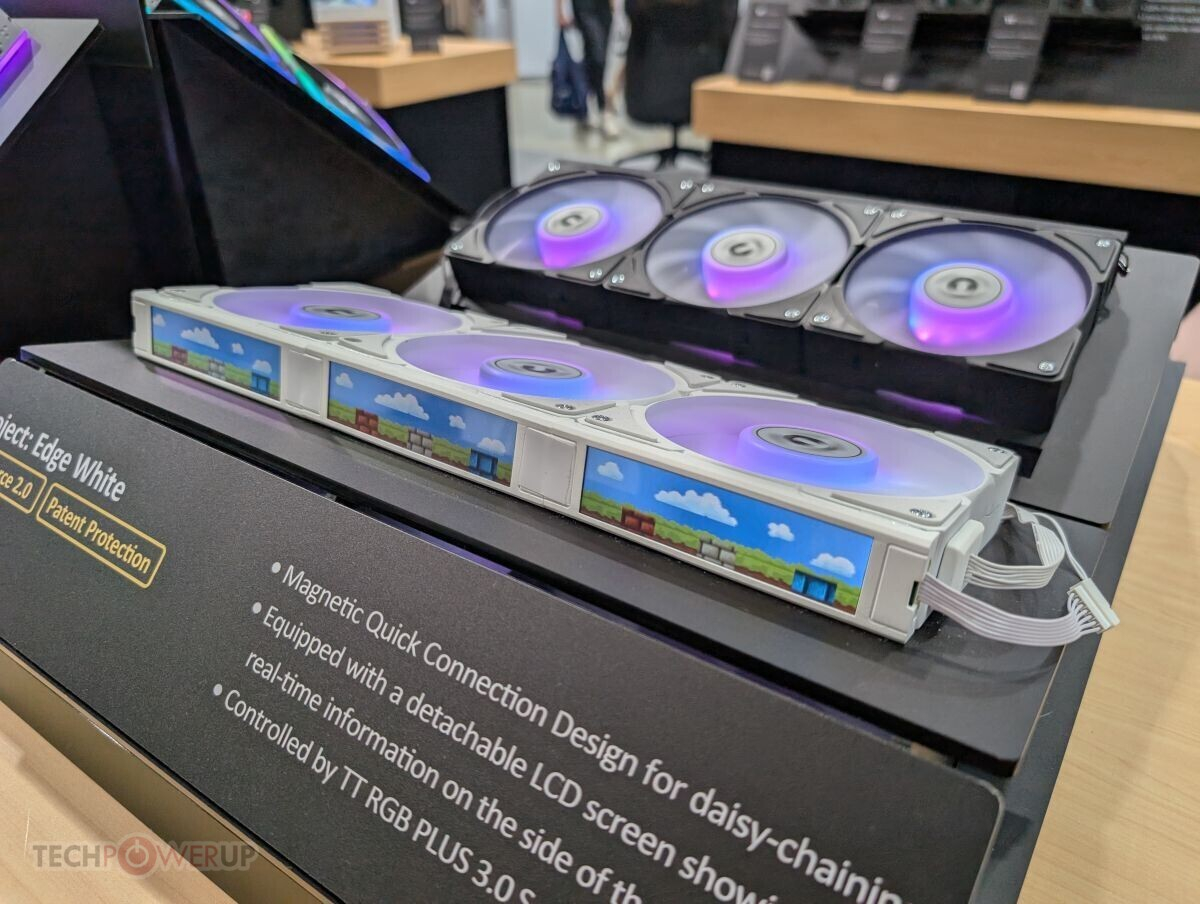 ject: Edge White
rce 2.0
Patent Protection
• Magnetic Quick Connection Design for daisy-chaining
• Equipped with a detachable LCD screen showi
real-time information on the side of th
• Controlled by TT RGB PLUS 3.0 S
TECHPOWERUP